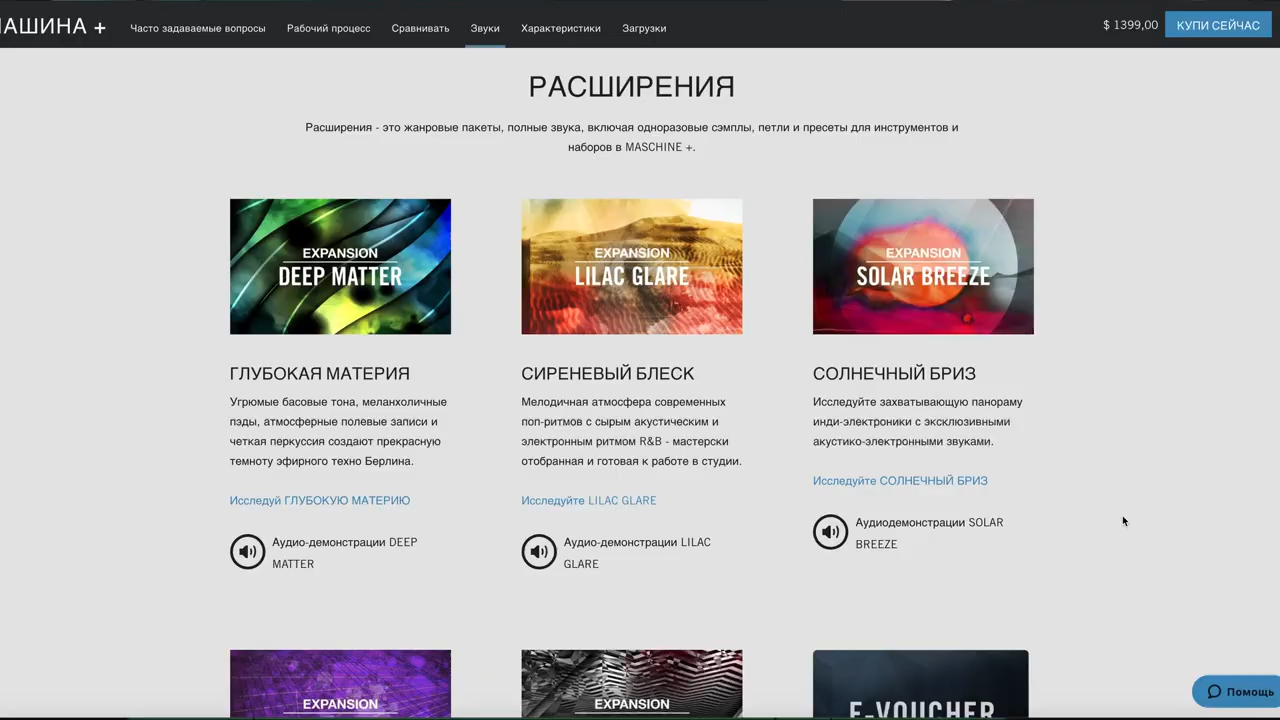 АШИНА +
Часто задаваемые вопросы
Рабочий процесс
Сравнивать
Звуки
Характеристики
Загрузки
$ 1399,00
КУПИ СЕЙЧАС
РАСШИРЕНИЯ
Расширения - это жанровые пакеты, полные звука, включая одноразовые сэмплы, петли и пресеты для инструментов и
наборов в MASCHINE +.
EXPANSION
DEEP MATTER
EXPANSION
LILAC GLARE
EXPANSION
SOLAR BREEZE
ГЛУБОКАЯ МАТЕРИЯ
Угрюмые басовые тона, меланхоличные
пэды, атмосферные полевые записи и
четкая перкуссия создают прекрасную
темноту эфирного техно Берлина.
Исследуй ГЛУБОКУЮ МАТЕРИЮ
Аудио-демонстрации DEEP
MATTER
СИРЕНЕВЫЙ БЛЕСК
Мелодичная атмосфера современных
поп-ритмов с сырым акустическим и
электронным ритмом R&B - мастерски
отобранная и готовая к работе в студии.
Исследуйте LILAC GLARE
Аудио-демонстрации LILAC
GLARE
СОЛНЕЧНЫЙ БРИЗ
Исследуйте захватывающую панораму
инди-электроники с эксклюзивными
акустико-электронными звуками.
Исследуйте СОЛНЕЧНЫЙ БРИЗ
Аудиодемонстрации SOLAR
BREEZE
EXPANSION
EXPANSION
E-VOUCHER
Помощь